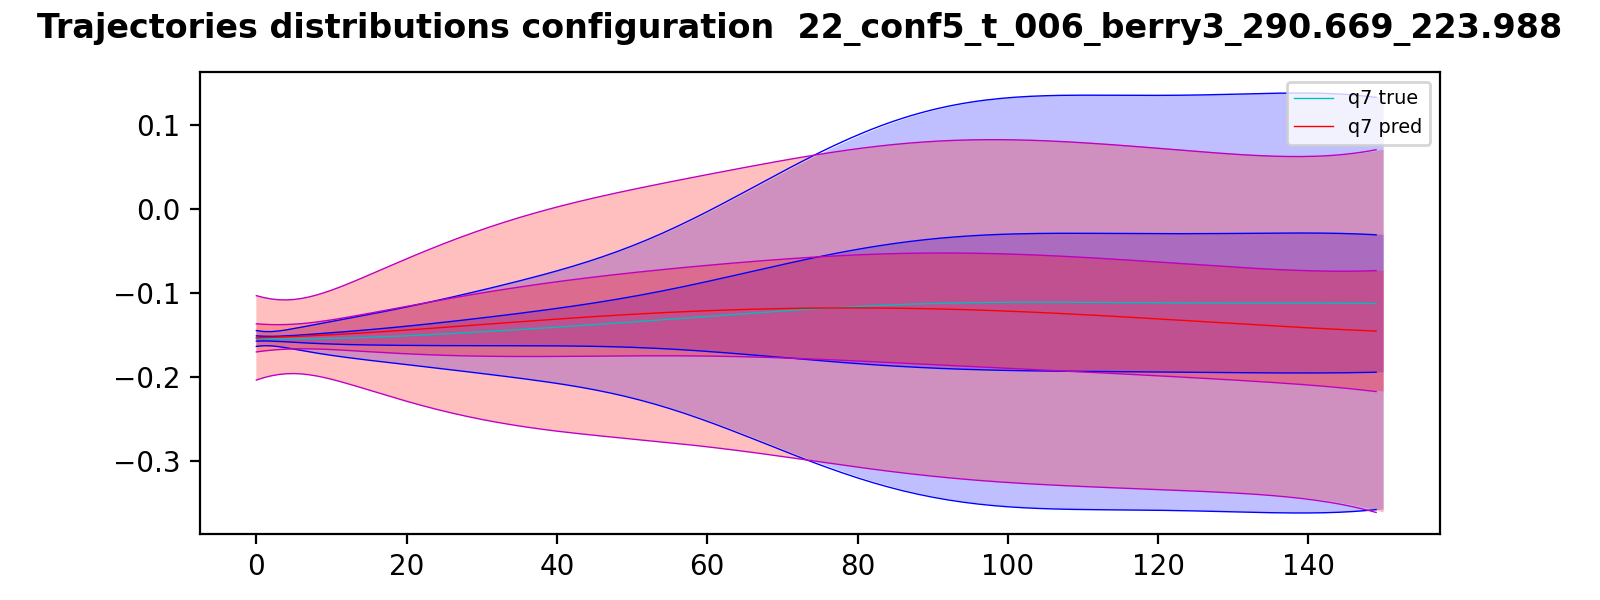 Trajectories distributions configuration  22_conf5_t_006_berry3_290.669_223.988
q7 true
q7 pred
0.1
0.0
−0.1
−0.2
−0.3
0 20 40 60 80 100 120 140